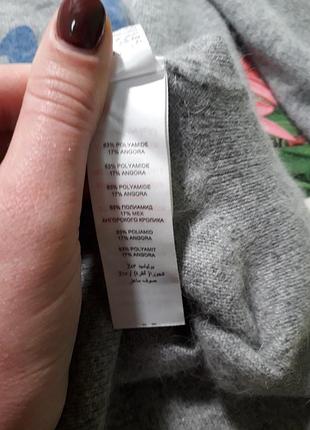 83% POLYAMIDE
17% ANGORA
83% POLYAMIDE
17% ANGORA
83% POLYAMIDE
17% ANGORA
83% ПОЛИАМИД
17% МЕХ
АНГОРСКОГО КРОЛИКА
83% POLIAMID
17% ANGORA
83% POLYAMIT
17% ANGORA